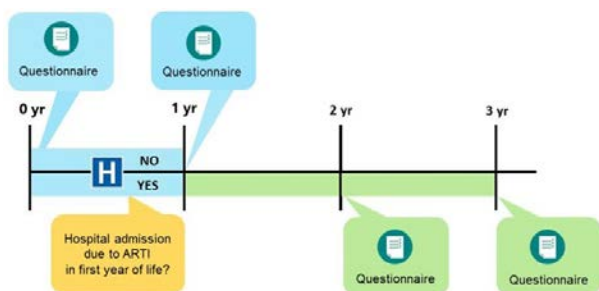 Questionnaire
Questionnaire
0 yr
1 yr
2 yr
3 yr
H
NO
YES
Hospital admission
due to ARTI
in first year of life?
Questionnaire
Questionnaire